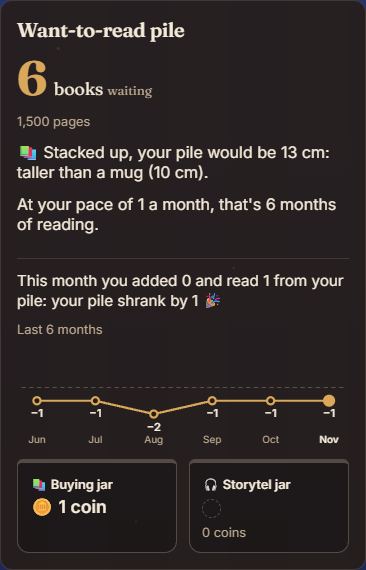 Want-to-read pile
6 books waiting
1,500 pages
Stacked up, your pile would be 13 cm:
taller than a mug (10 cm).
At your pace of 1 a month, that's 6 months
of reading.
This month you added 0 and read 1 from your
pile: your pile shrank by 1
Last 6 months
−1 −1 −2 −1 −1 −1
Jun Jul Aug Sep Oct Nov
Buying jar
1 coin
Storytel jar
0 coins